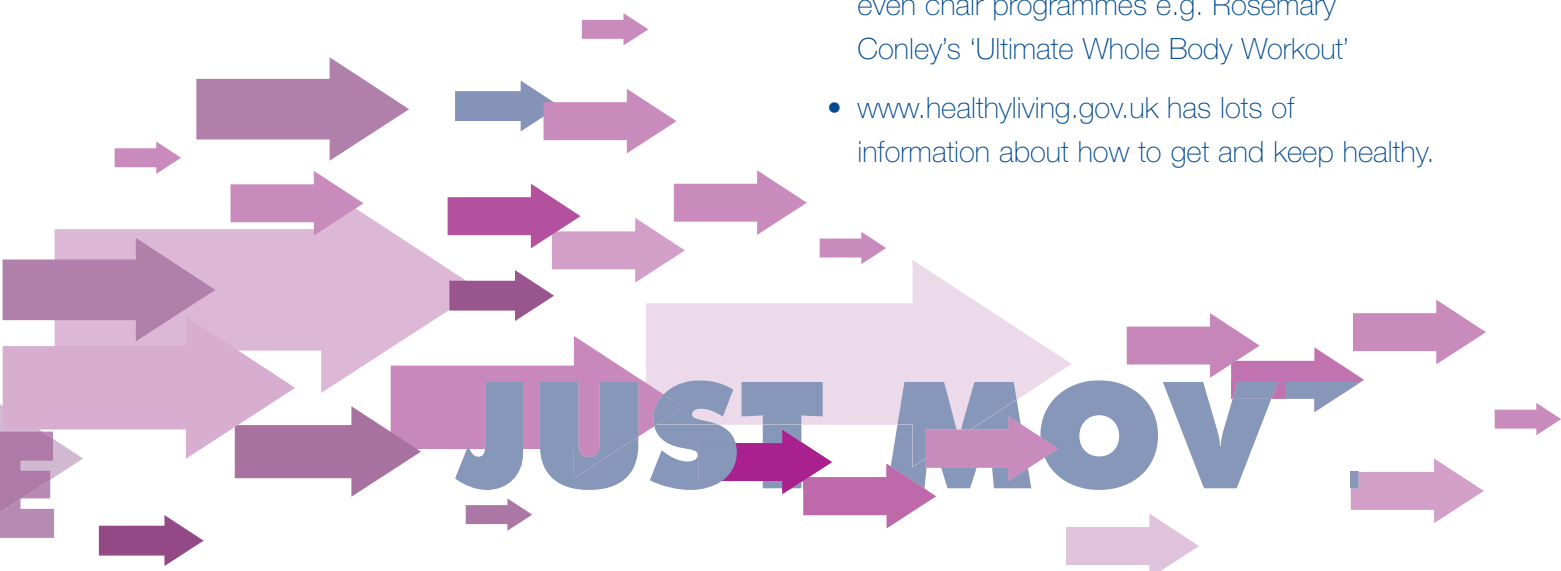 even chair programmes e.g. Rosemary
Conley’s ‘Ultimate Whole Body Workout’
• www.healthyliving.gov.uk has lots of
information about how to get and keep healthy.
JUST MOV
E